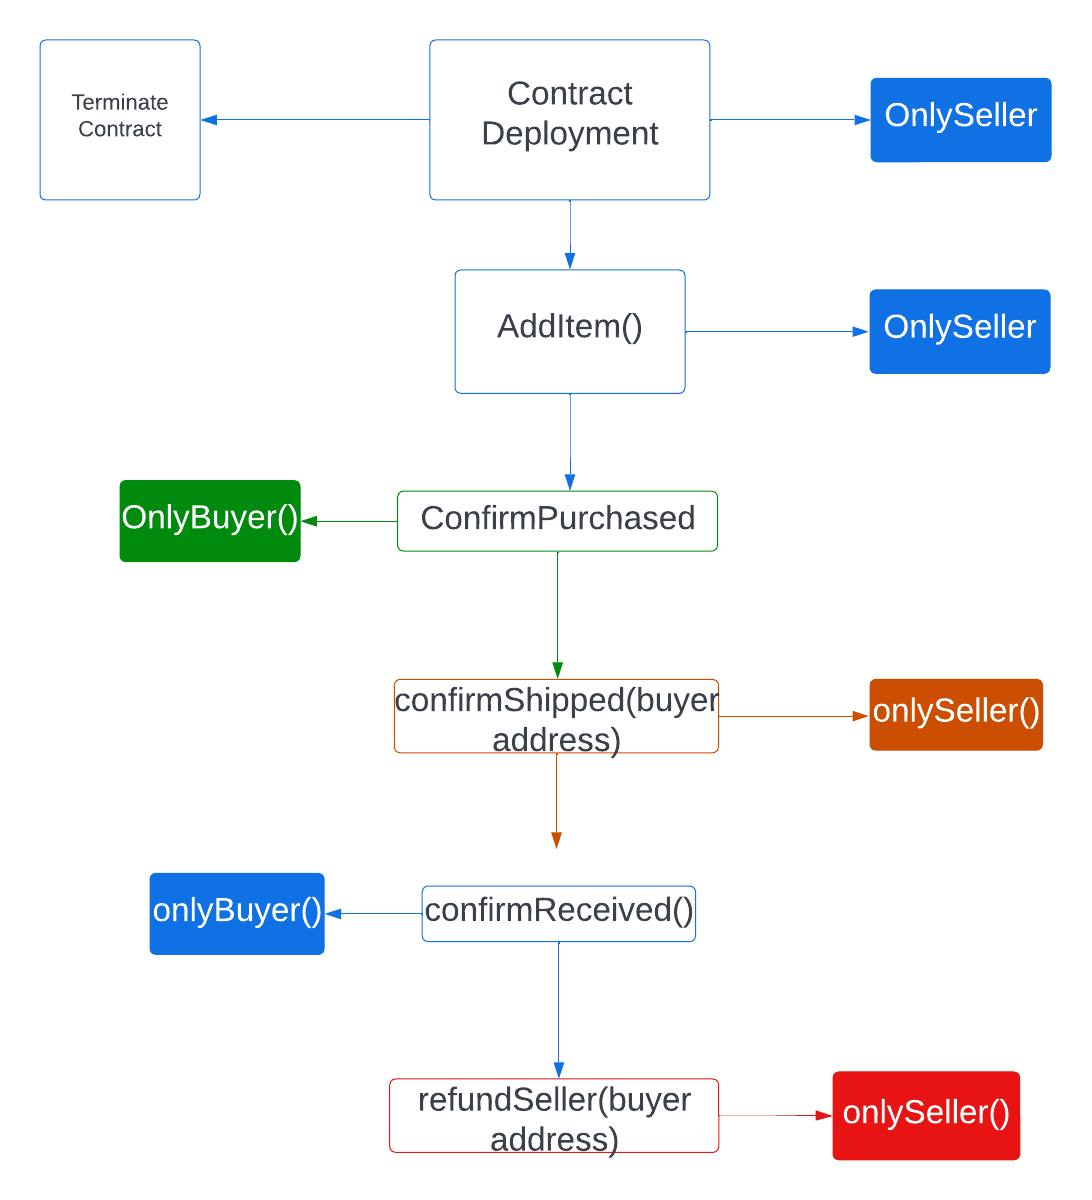 Terminate
Contract
Contract
Deployment
OnlySeller
AddItem()
OnlySeller
OnlyBuyer()
ConfirmPurchased
confirmShipped(buyer
address)
onlySeller()
onlyBuyer()
confirmReceived()
refundSeller(buyer
address)
onlySeller()